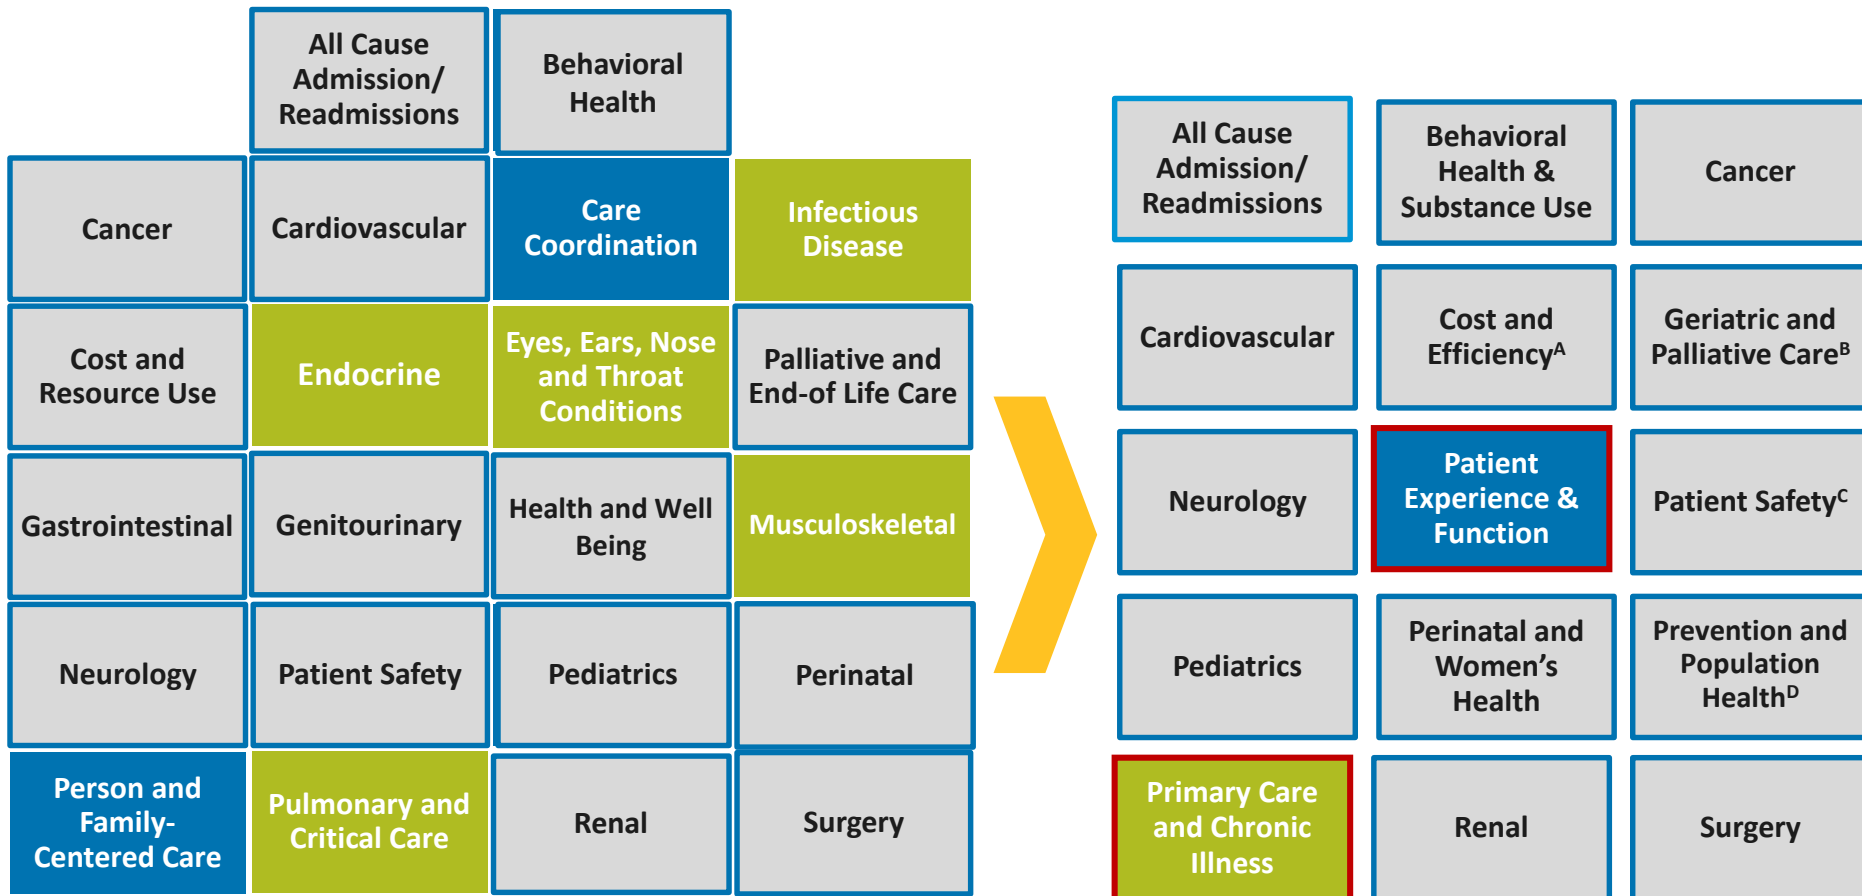 All Cause
Admission/
Readmissions
Behavioral
Health
Cancer
Cardiovascular
Care
Coordination
Infectious
Disease
Cost and
Resource Use
Endocrine
Eyes, Ears, Nose
and Throat
Conditions
Palliative and
End-of Life Care
Gastrointestinal
Genitourinary
Health and Well
Being
Musculoskeletal
Neurology
Patient Safety
Pediatrics
Perinatal
Person and
Family-
Centered Care
Pulmonary and
Critical Care
Renal
Surgery
All Cause
Admission/
Readmissions
Behavioral
Health &
Substance Use
Cancer
Cardiovascular
Cost and
Efficiency^A
Geriatric and
Palliative Care^B
Neurology
Patient
Experience &
Function
Patient Safety^C
Pediatrics
Perinatal and
Women’s
Health
Prevention and
Population
Health^D
Primary Care
and Chronic
Illness
Renal
Surgery